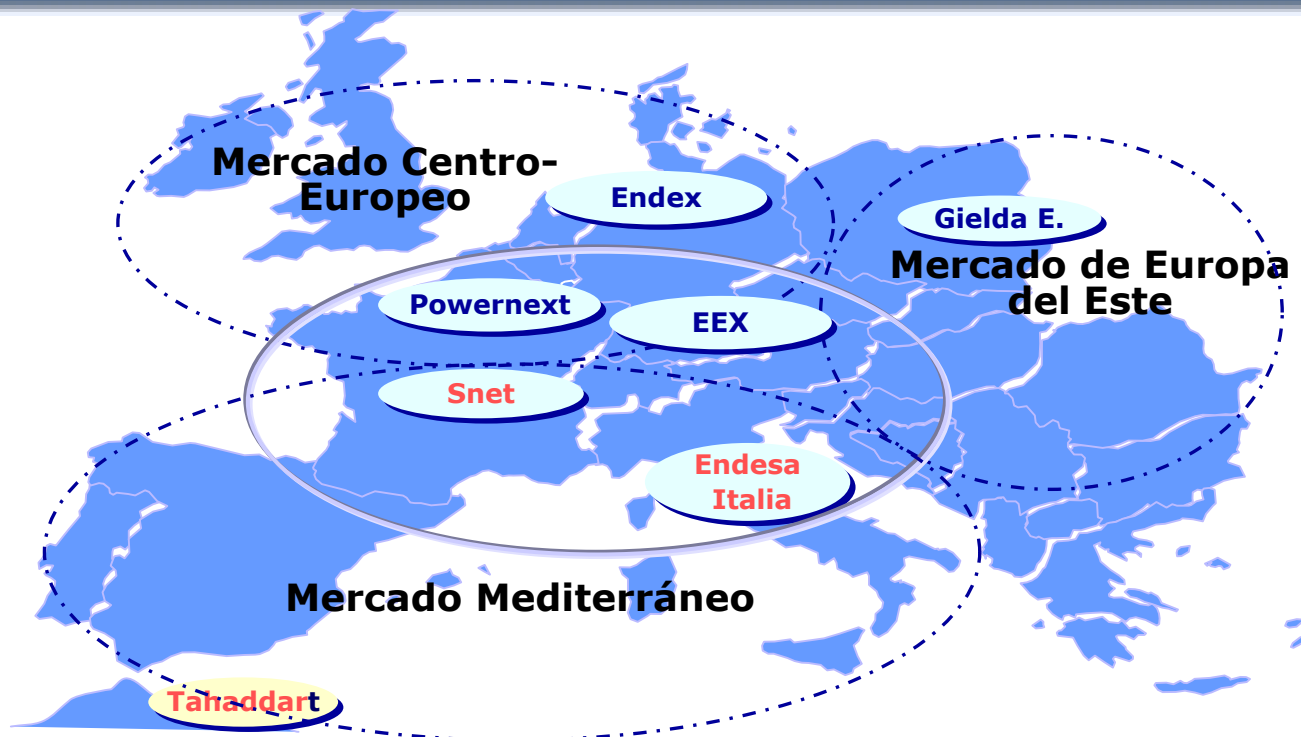 Mercado Centro-
Europeo
Endex
Gielda E.
Mercado de Europa
del Este
Powernext
EEX
Snet
Endesa
Italia
Mercado Mediterráneo
Tahaddart